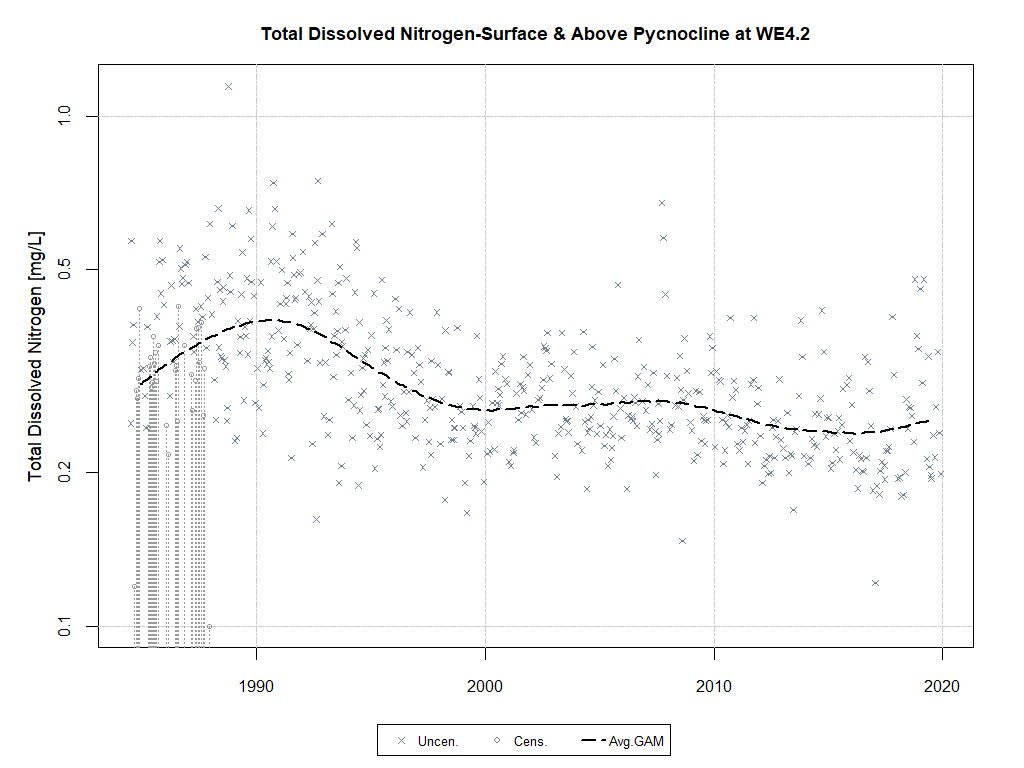 Total Dissolved Nitrogen-Surface & Above Pycnocline at WE4.2
Total Dissolved Nitrogen [mg/L]
1.0
0.5
0.2
0.1
1990 2000 2010 2020
Uncen. Cens. Avg.GAM